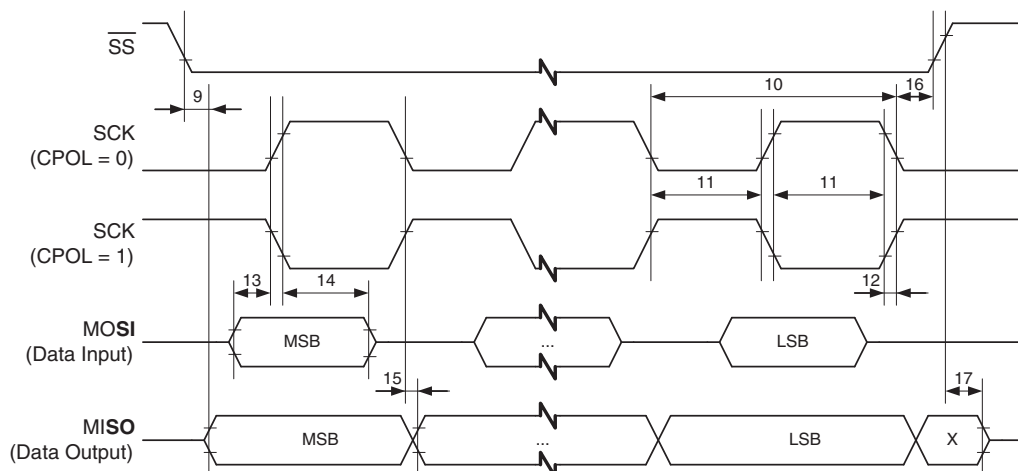 SS
10
16
9
SCK
(CPOL = 0)
11
11
SCK
(CPOL = 1)
13
14
12
MOSI
(Data Input)
MSB
...
LSB
15
17
MISO
(Data Output)
MSB
...
LSB
X